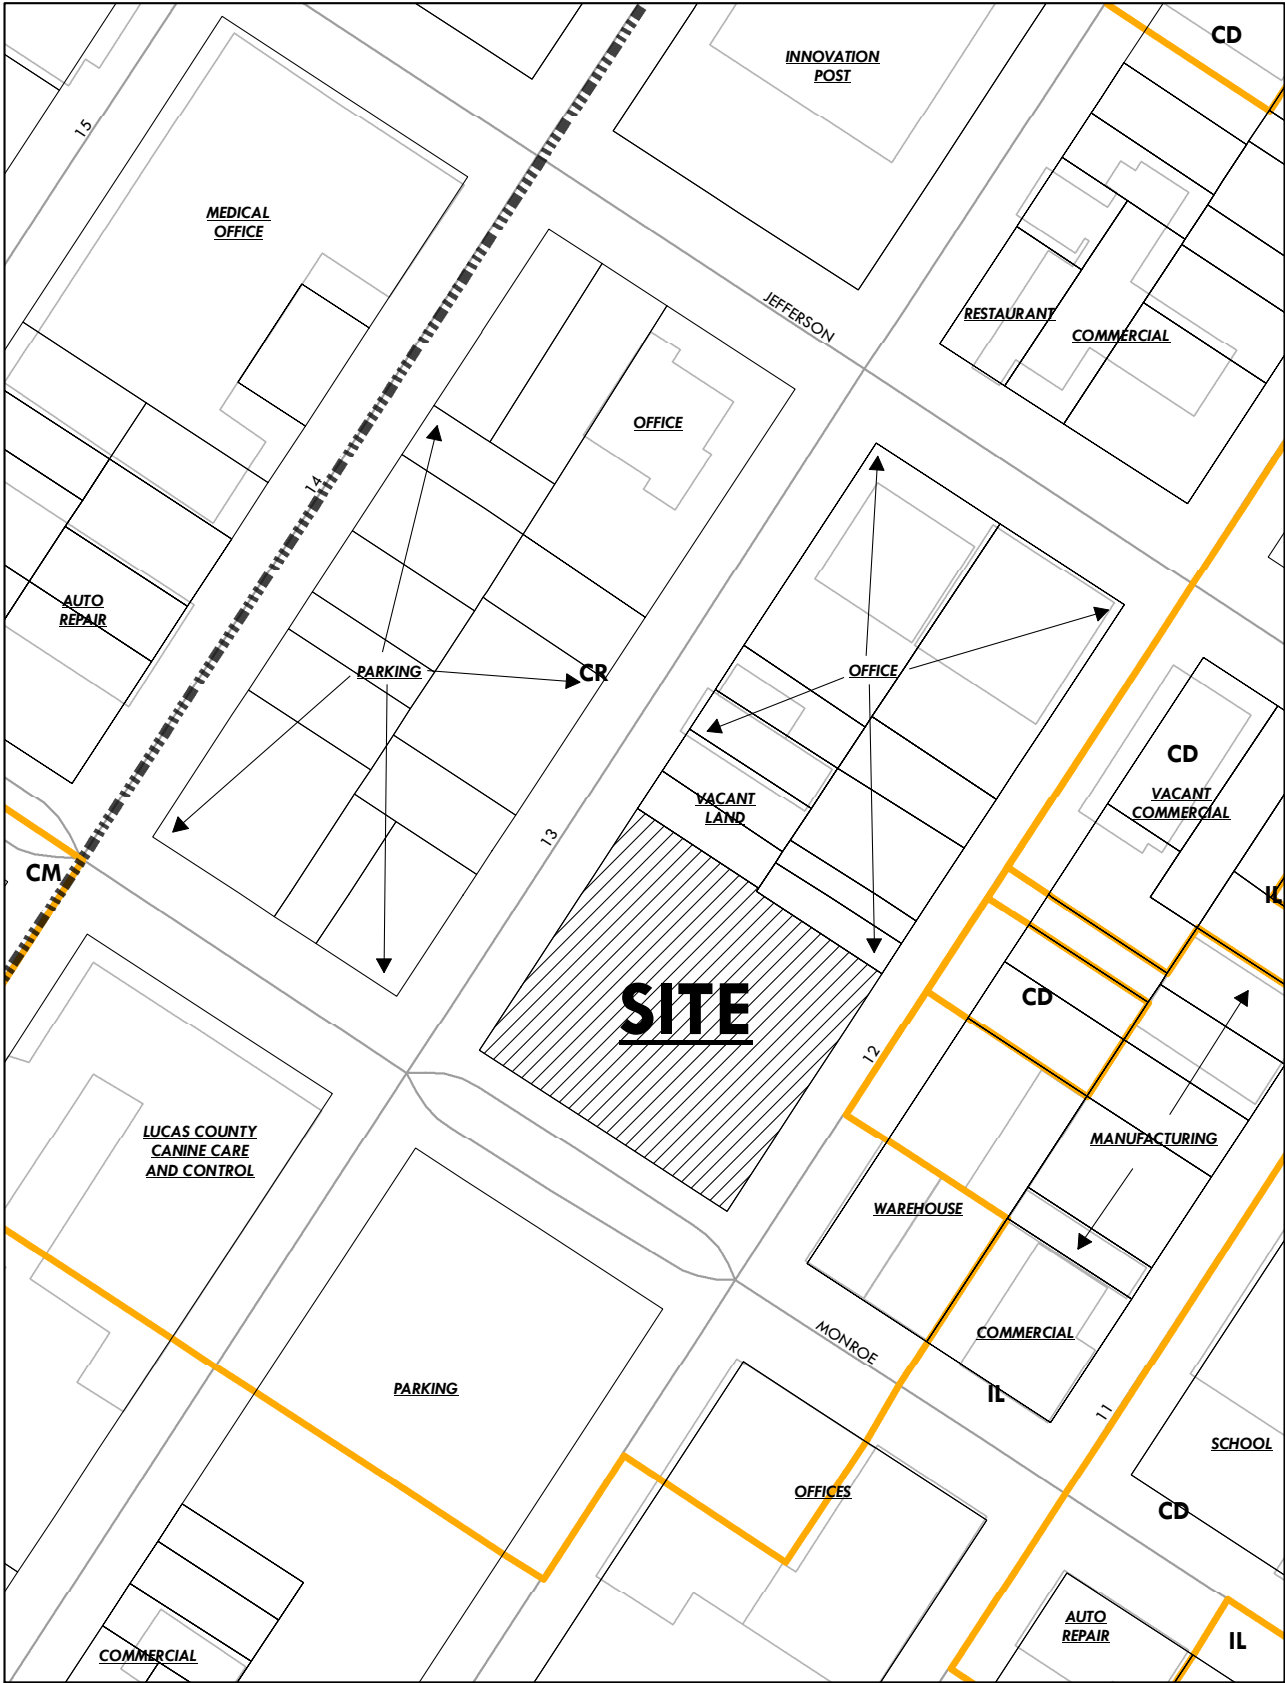 CD
INNOVATION
POST
15
MEDICAL
OFFICE
JEFFERSON
RESTAURANT
COMMERCIAL
OFFICE
14
AUTO
REPAIR
PARKING
CR
OFFICE
CD
VACANT
COMMERCIAL
VACANT
LAND
13
CM
IL
SITE
CD
12
LUCAS COUNTY
CANINE CARE
AND CONTROL
MANUFACTURING
WAREHOUSE
MONROE
COMMERCIAL
PARKING
IL
11
SCHOOL
OFFICES
CD
AUTO
REPAIR
IL
COMMERCIAL